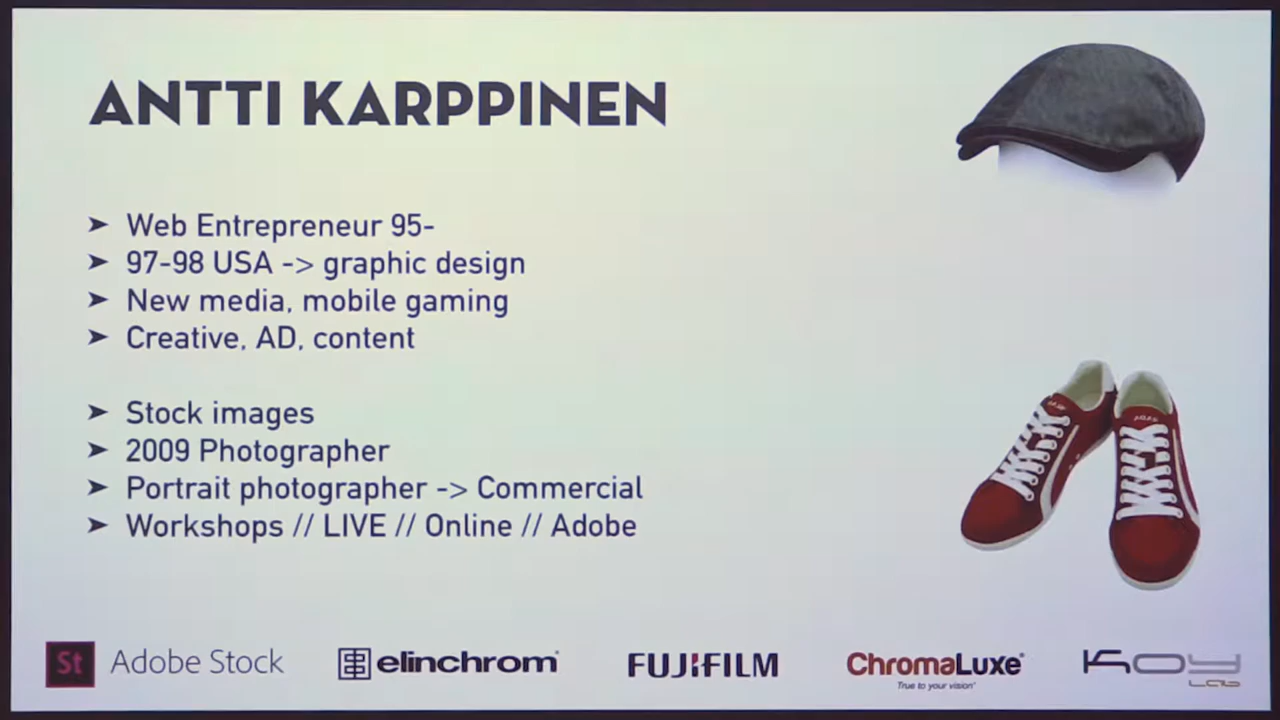 ANTTI KARPPINEN
➤ Web Entrepreneur 95-
➤ 97-98 USA -> graphic design
➤ New media, mobile gaming
➤ Creative, AD, content
➤ Stock images
➤ 2009 Photographer
➤ Portrait photographer -> Commercial
➤ Workshops // LIVE // Online // Adobe
St Adobe Stock
elinchrom®
FUJIFILM
ChromaLuxe®
True to your vision®
KOY
Lab